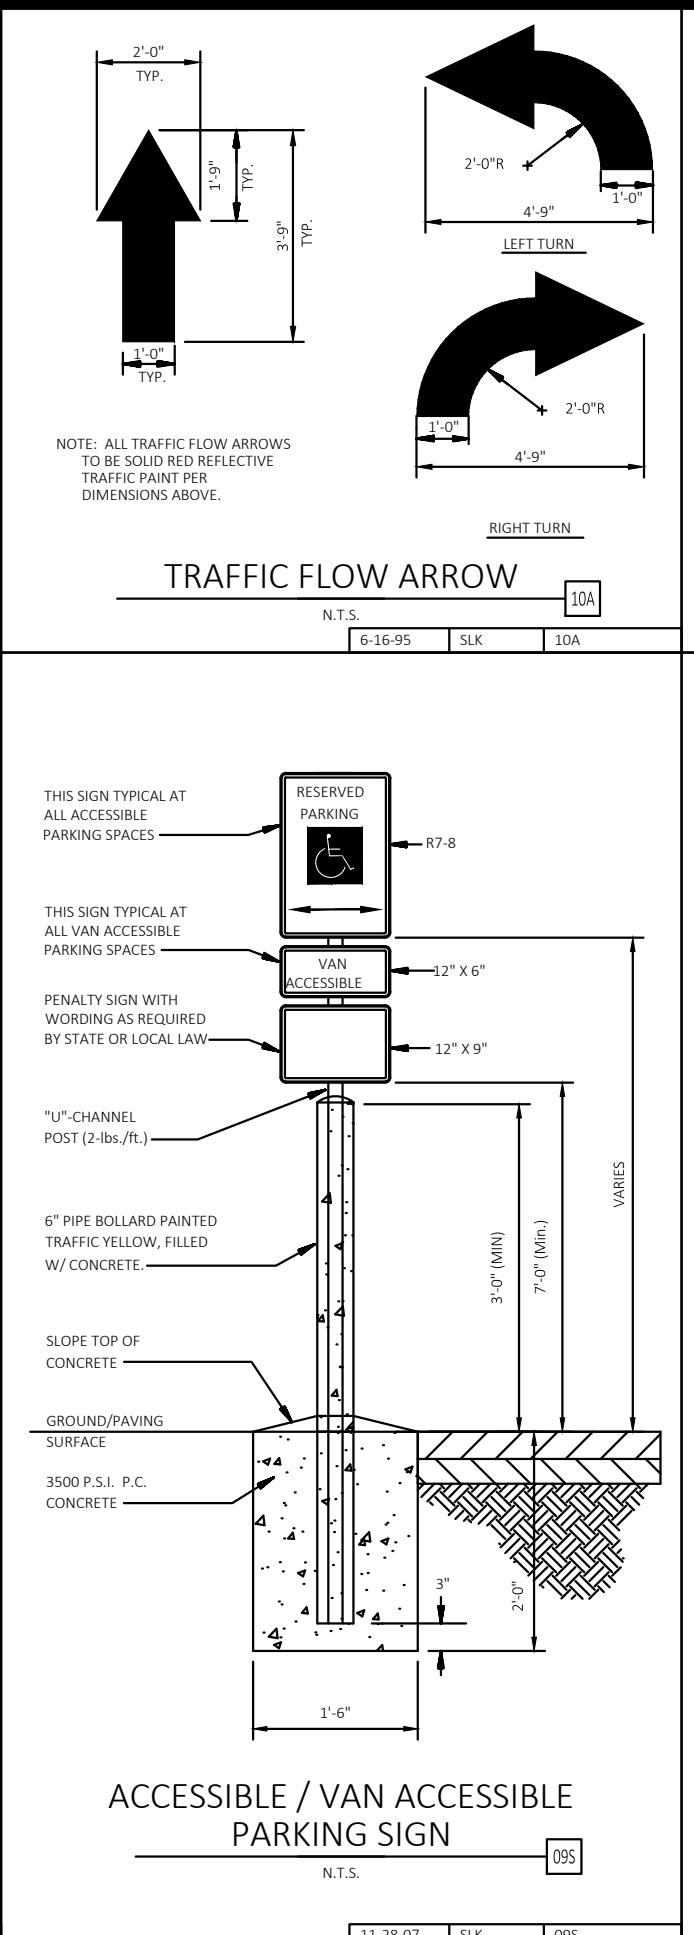 2'-0"
TYP.
1'-9"
TYP.
3'-9"
TYP.
1'-0"
TYP.
2'-0"R
1'-0"
4'-9"
LEFT TURN
2'-0"R
1'-0"
4'-9"
RIGHT TURN
NOTE: ALL TRAFFIC FLOW ARROWS
TO BE SOLID RED REFLECTIVE
TRAFFIC PAINT PER
DIMENSIONS ABOVE.
TRAFFIC FLOW ARROW
10A
N.T.S.
6-16-95 SLK 10A
THIS SIGN TYPICAL AT
ALL ACCESSIBLE
PARKING SPACES
RESERVED
PARKING
R7-8
THIS SIGN TYPICAL AT
ALL VAN ACCESSIBLE
PARKING SPACES
VAN
ACCESSIBLE
12" X 6"
PENALTY SIGN WITH
WORDING AS REQUIRED
BY STATE OR LOCAL LAW
12" X 9"
"U"-CHANNEL
POST (2-lbs./ft.)
6" PIPE BOLLARD PAINTED
TRAFFIC YELLOW, FILLED
W/ CONCRETE.
3'-0" (MIN)
7'-0" (Min.)
VARIES
SLOPE TOP OF
CONCRETE
GROUND/PAVING
SURFACE
3500 P.S.I. P.C.
CONCRETE
3"
2'-0"
1'-6"
ACCESSIBLE / VAN ACCESSIBLE
PARKING SIGN
09S
N.T.S.
11-28-07 SLK 09S